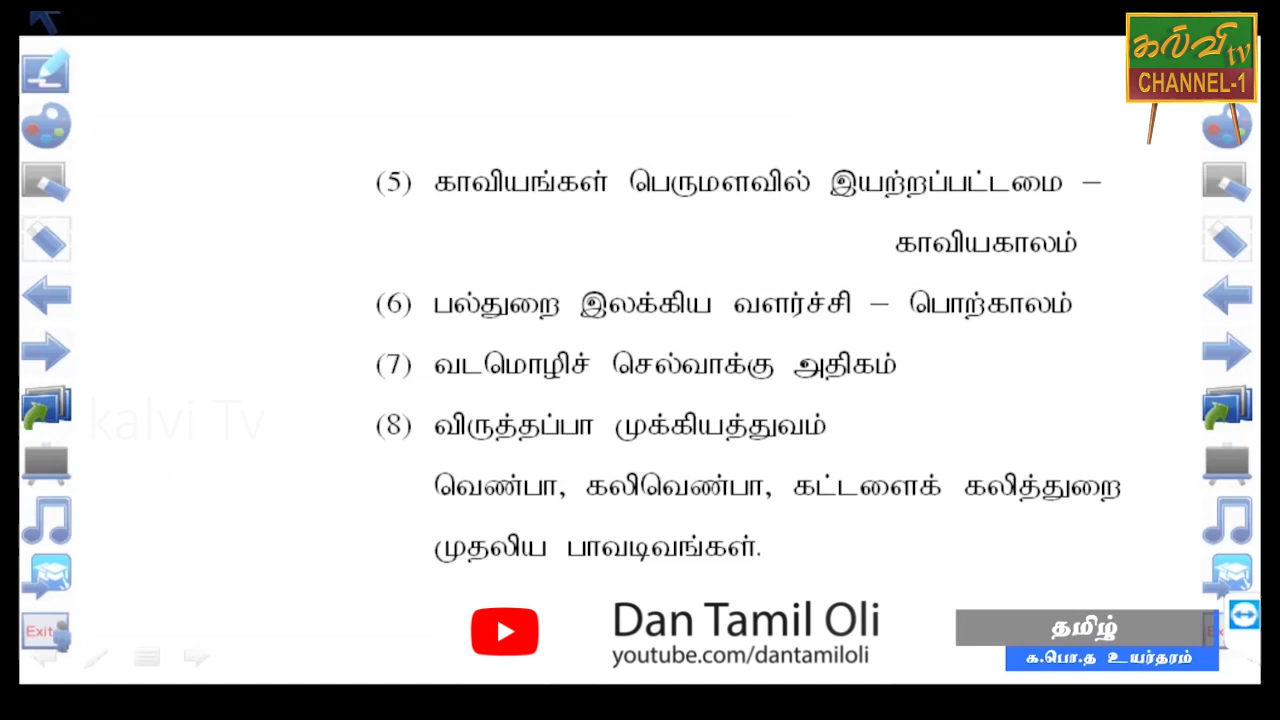 கல்வி tv
CHANNEL-1
(5) காவியங்கள் பெருமளவில் இயற்றப்பட்டமை –
காவியகாலம்
(6) பல்துறை இலக்கிய வளர்ச்சி – பொற்காலம்
(7) வடமொழிச் செல்வாக்கு அதிகம்
kalvi Tv
(8) விருத்தப்பா முக்கியத்துவம்
வெண்பா, கலிவெண்பா, கட்டளைக் கலித்துறை
முதலிய பாவடிவங்கள்.
Exit
Dan Tamil Oli
youtube.com/dantamiloli
தமிழ்
க.பொ.த உயர்தரம்
Ex